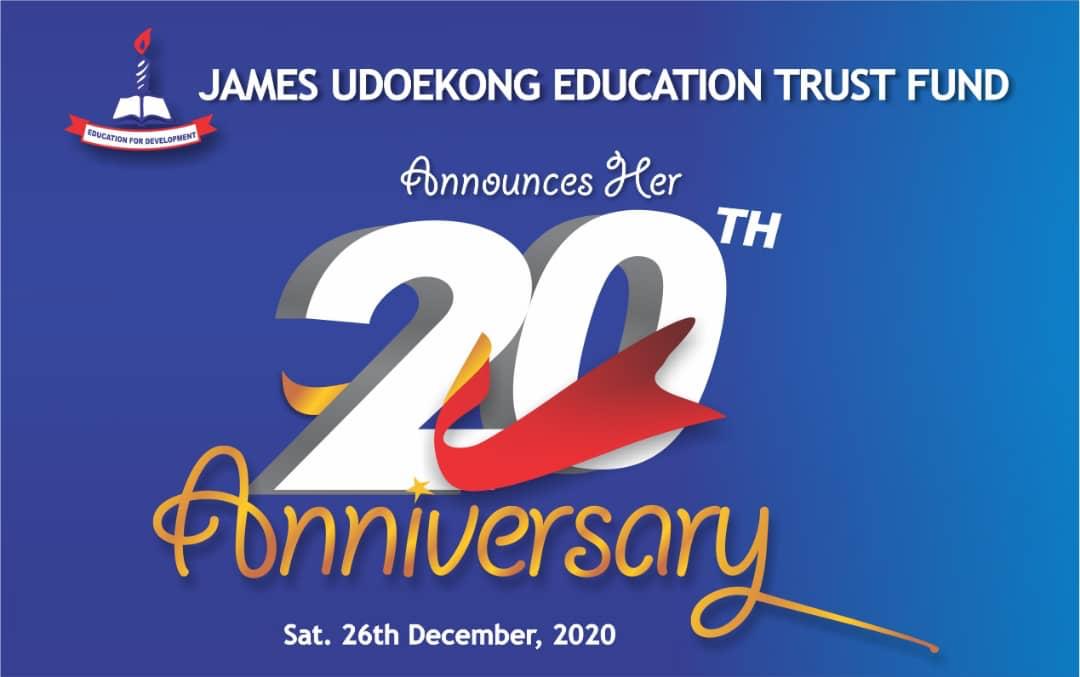 JAMES UDOEKONG EDUCATION TRUST FUND
EDUCATION FOR DEVELOPMENT
Announces Her
20TH
Anniversary
Sat. 26th December, 2020